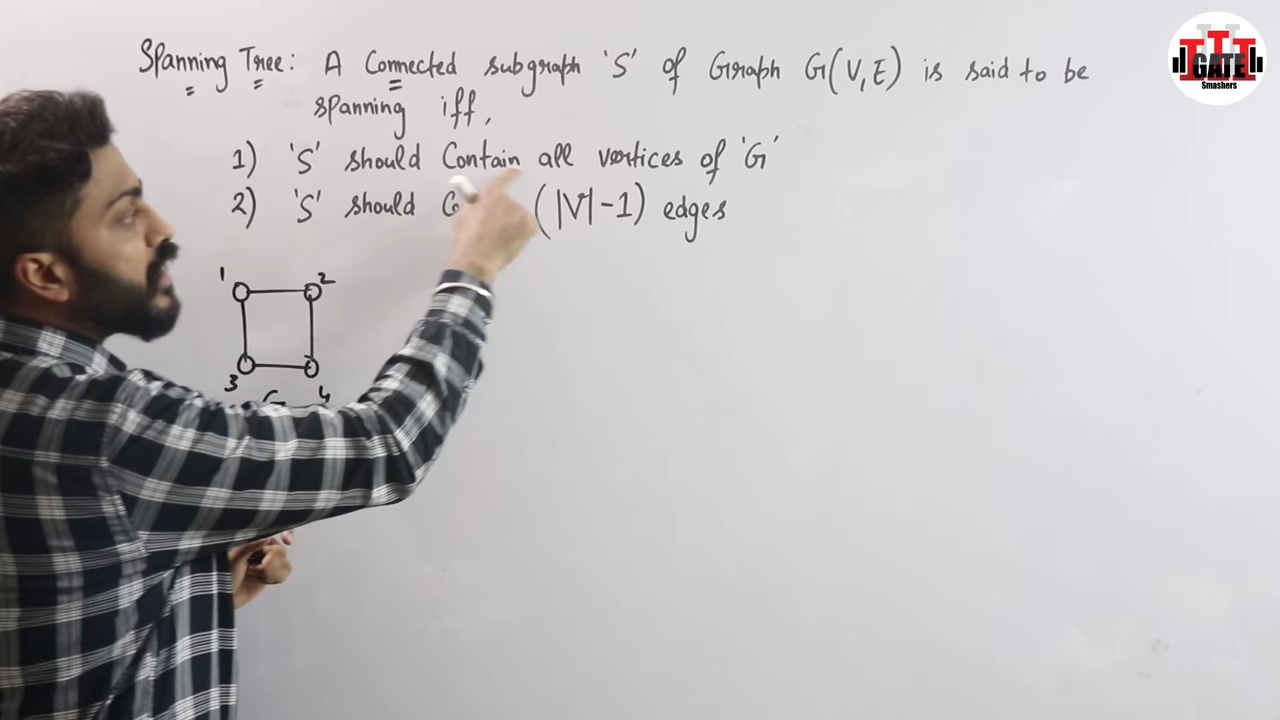 Spanning Tree: A Connected subgraph 'S' of Graph G(V,E) is said to be
spanning iff,
1) 'S' should Contain all vertices of 'G'
2) 'S' should (|V|-1) edges
1 2
3 4
GATE
Smashers